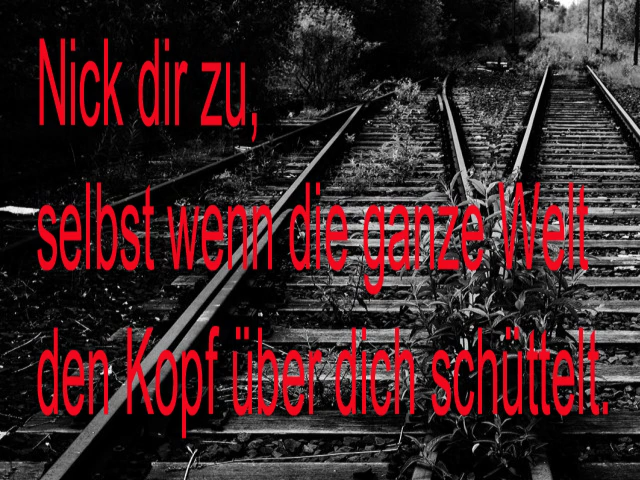 Nick dir zu,
selbst wenn die ganze Welt
den Kopf über dich schüttelt.